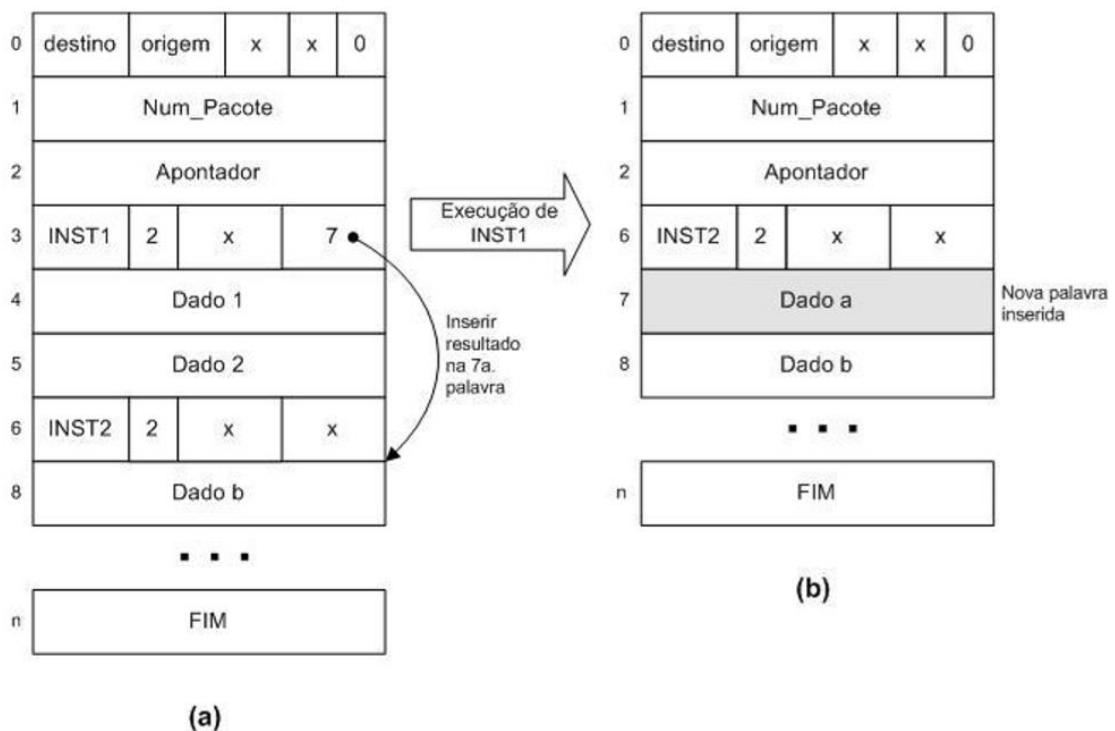 0 destino origem x x 0
1 Num_Pacote
2 Apontador
3 INST1 2 x 7
4 Dado 1
5 Dado 2
6 INST2 2 x x
8 Dado b
. . .
n FIM
(a)
Inserir
resultado
na 7a.
palavra
Execução de
INST1
0 destino origem x x 0
1 Num_Pacote
2 Apontador
6 INST2 2 x x
7 Dado a
8 Dado b
. . .
n FIM
(b)
Nova palavra
inserida